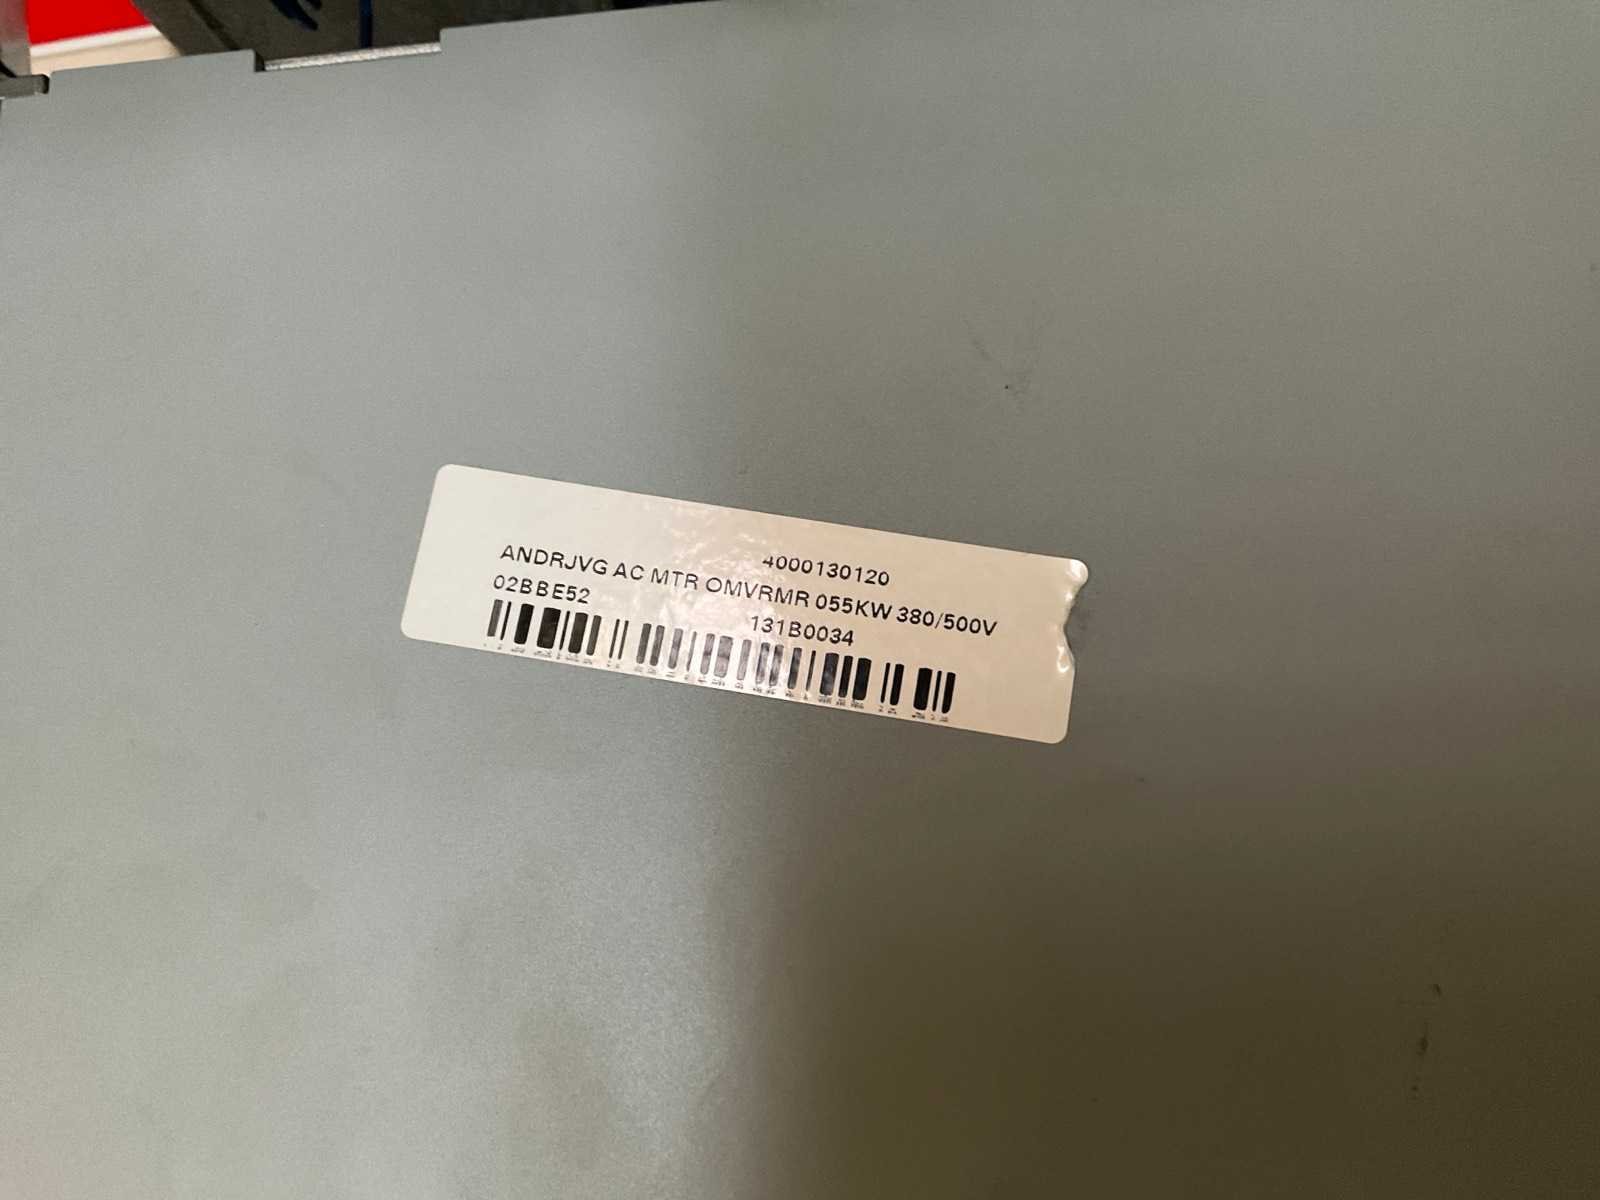 4000130120
ANDRJVG AC MTR OMVRMR 055KW 380/500V
02BBE52
131B0034